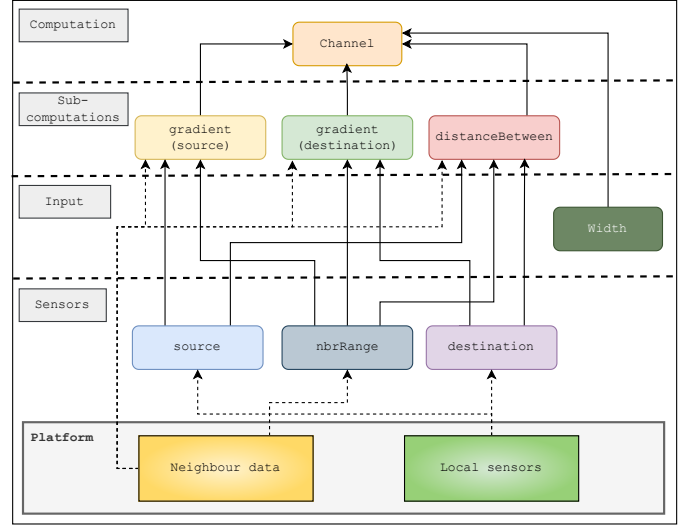 Computation
Channel
Sub-
computations
gradient
(source)
gradient
(destination)
distanceBetween
Input
Width
Sensors
source
nbrRange
destination
Platform
Neighbour data
Local sensors